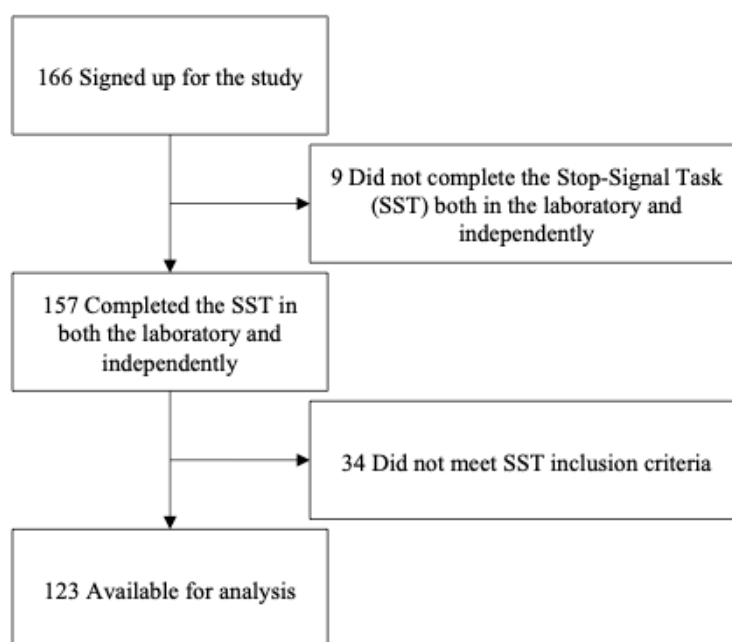 166 Signed up for the study
9 Did not complete the Stop-Signal Task
(SST) both in the laboratory and
independently
157 Completed the SST in
both the laboratory and
independently
34 Did not meet SST inclusion criteria
123 Available for analysis